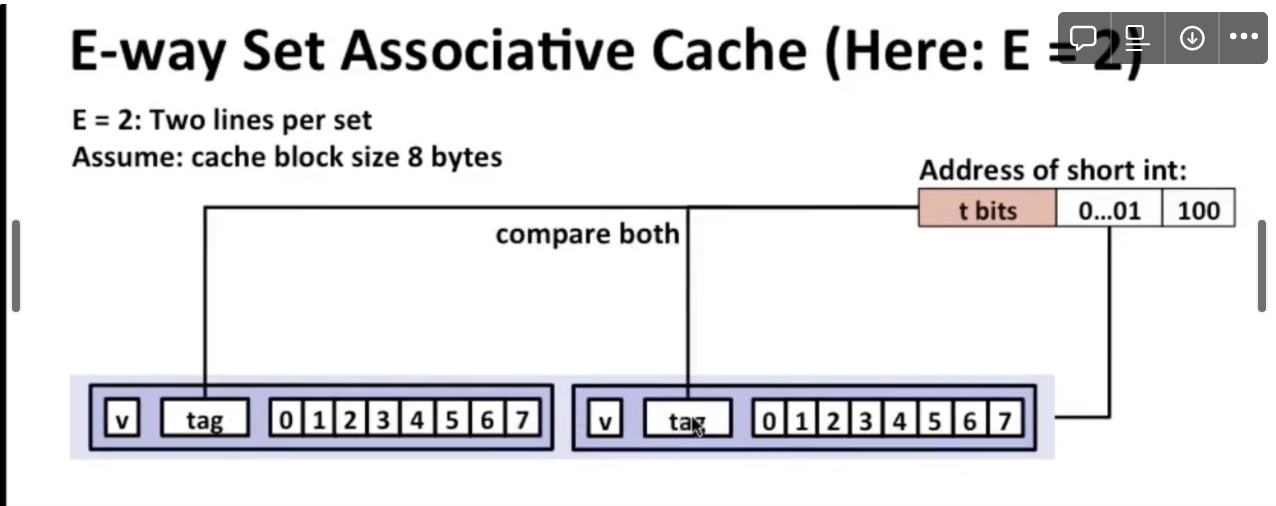 E-way Set Associative Cache (Here: E = 2)
E = 2: Two lines per set
Assume: cache block size 8 bytes
Address of short int:
t bits 0...01 100
compare both
v tag 0 1 2 3 4 5 6 7 v tag 0 1 2 3 4 5 6 7